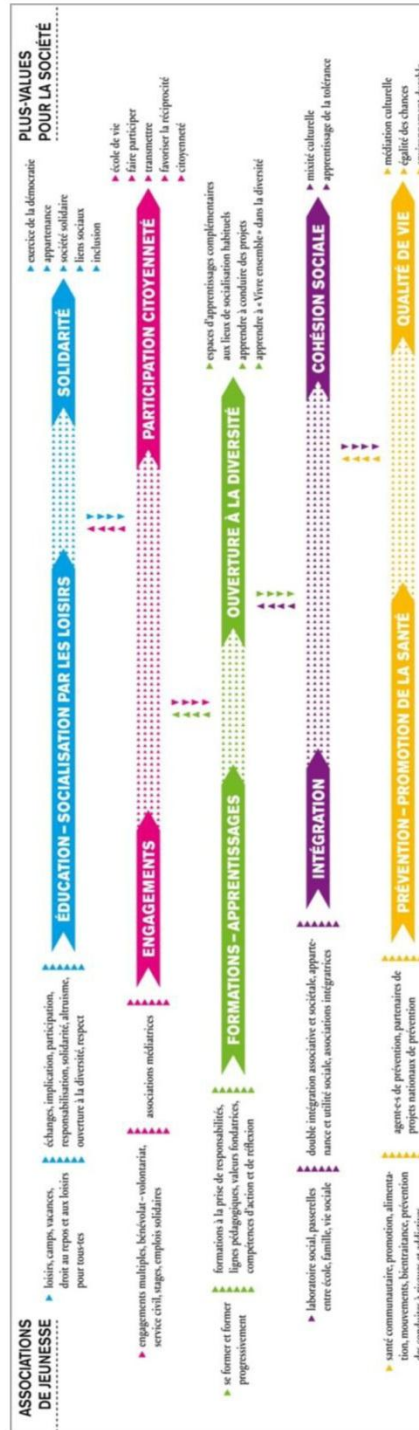 ASSOCIATIONS
DE JEUNESSE
PLUS-VALUES
POUR LA SOCIÉTÉ
loisirs, camps, vacances,
droit au repos et aux loisirs
pour tous·tes
échanges, implication, participation,
responsabilisation, solidarité, altruisme,
ouverture à la diversité, respect
ÉDUCATION – SOCIALISATION PAR LES LOISIRS
SOLIDARITÉ
exercice de la démocratie
appartenance
société solidaire
liens sociaux
inclusion
engagements multiples, bénévolat – volontariat,
service civil, stages, emplois solidaires
associations médiatrices
ENGAGEMENTS
PARTICIPATION CITOYENNETÉ
école de vie
faire participer
transmettre
favoriser la réciprocité
citoyenneté
se former et former
progressivement
formations à la prise de responsabilités,
lignes pédagogiques, valeurs fondatrices,
compétences d'action et de réflexion
FORMATIONS – APPRENTISSAGES
OUVERTURE À LA DIVERSITÉ
espaces d'apprentissages complémentaires
aux lieux de socialisation habituels
apprendre à conduire des projets
apprendre à « Vivre ensemble » dans la diversité
laboratoire social, passerelles
entre école, famille, vie sociale
double intégration associative et sociétale, apparte-
nance et utilité sociale, associations intégratrices
INTÉGRATION
COHÉSION SOCIALE
mixité culturelle
apprentissage de la tolérance
santé communautaire, promotion, alimenta-
tion, mouvements, bientraitance, prévention
agent·e·s de prévention, partenaires de
projets nationaux de prévention
PRÉVENTION – PROMOTION DE LA SANTÉ
QUALITÉ DE VIE
médiation culturelle
égalité des chances